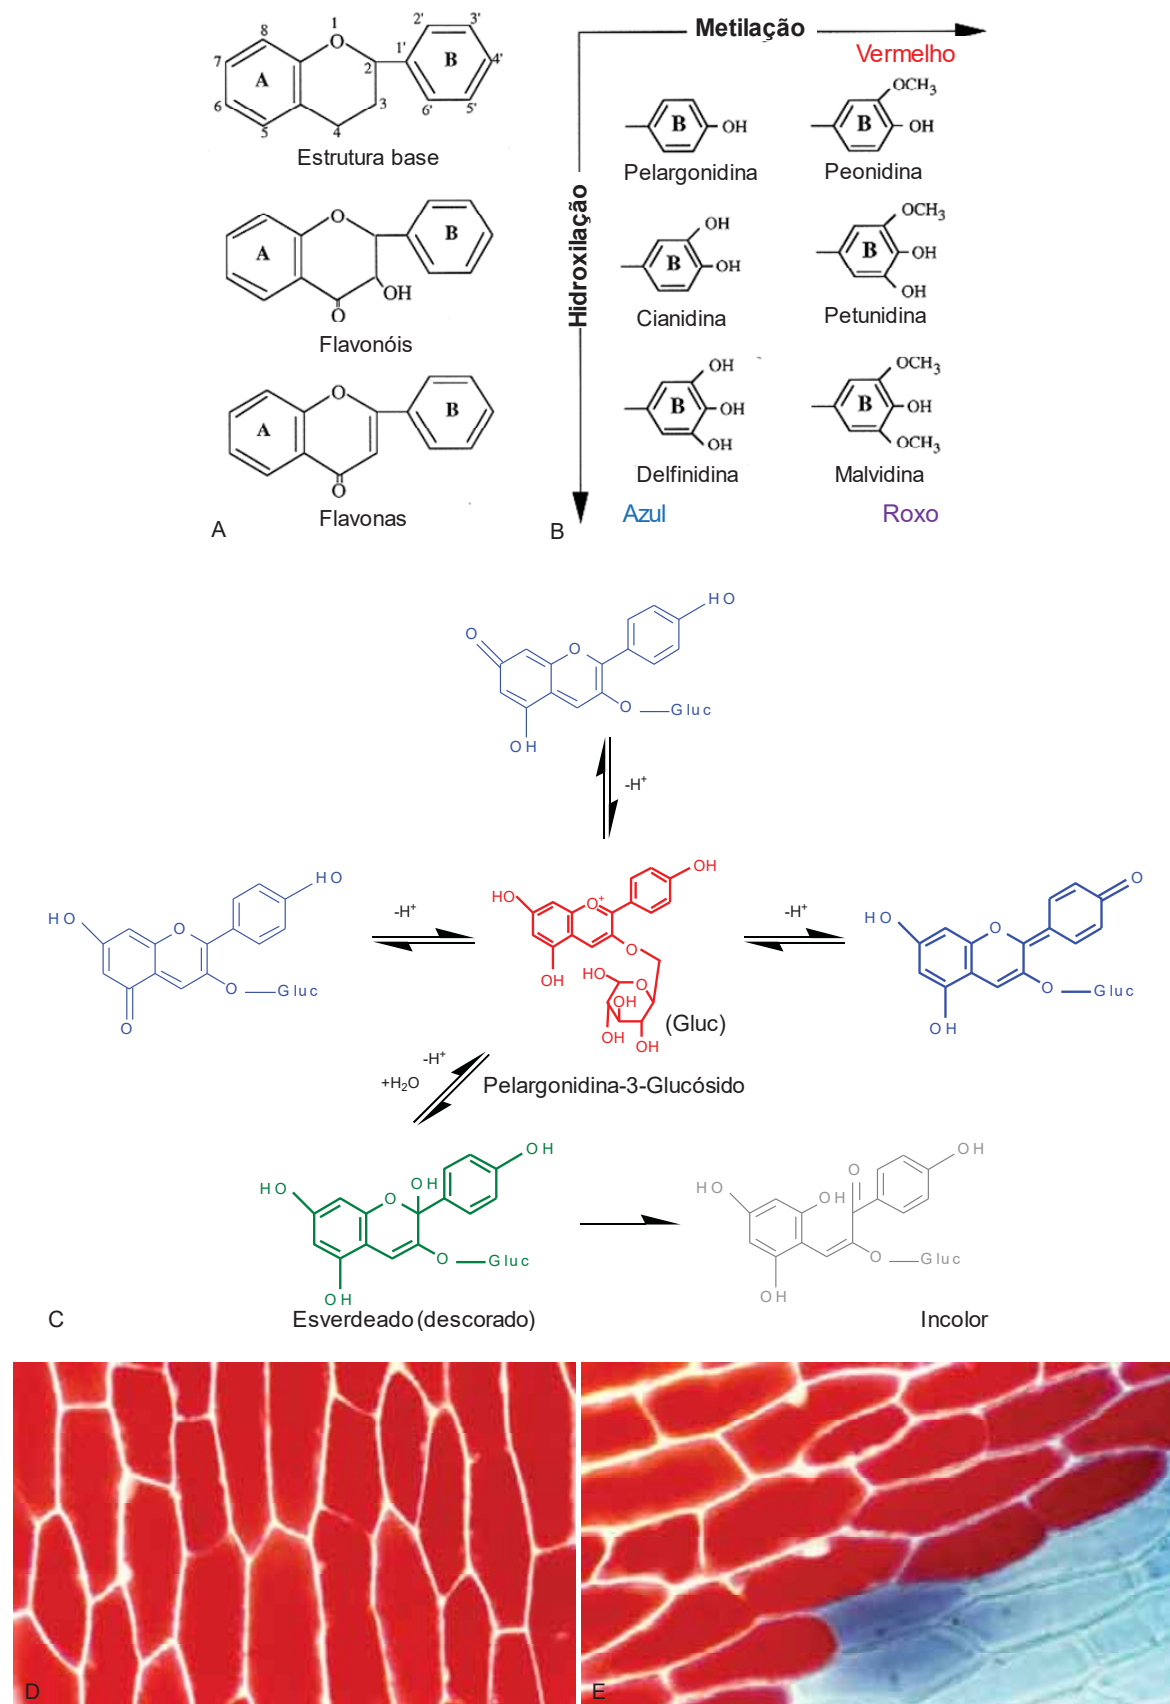 8
1
O
7
A
6
5
4
3
2
1'
2'
3'
B
4'
5'
6'
Estrutura base
O
A
B
OH
O
Flavonóis
O
A
B
O
Flavonas
A
Metilação
Vermelho
Hidroxilação
B
OH
Pelargonidina
OCH3
B
OH
Peonidina
OH
B
OH
Cianidina
OCH3
B
OH
OH
Petunidina
OH
B
OH
OH
Delfinidina
OCH3
B
OH
OCH3
Malvidina
Azul
Roxo
B
HO
O
O
O
Gluc
OH
-H+
HO
HO
O
O
Gluc
O
-H+
OH
HO
O+
O
OH
HO
O
OH
OH
OH
(Gluc)
Pelargonidina-3-Glucósido
-H+
O
HO
O
O
Gluc
OH
-H+
+H2O
OH
HO
O
OH
O
Gluc
OH
Esverdeado (descorado)
OH
HO
OH
O
O
Gluc
OH
Incolor
C
D
E